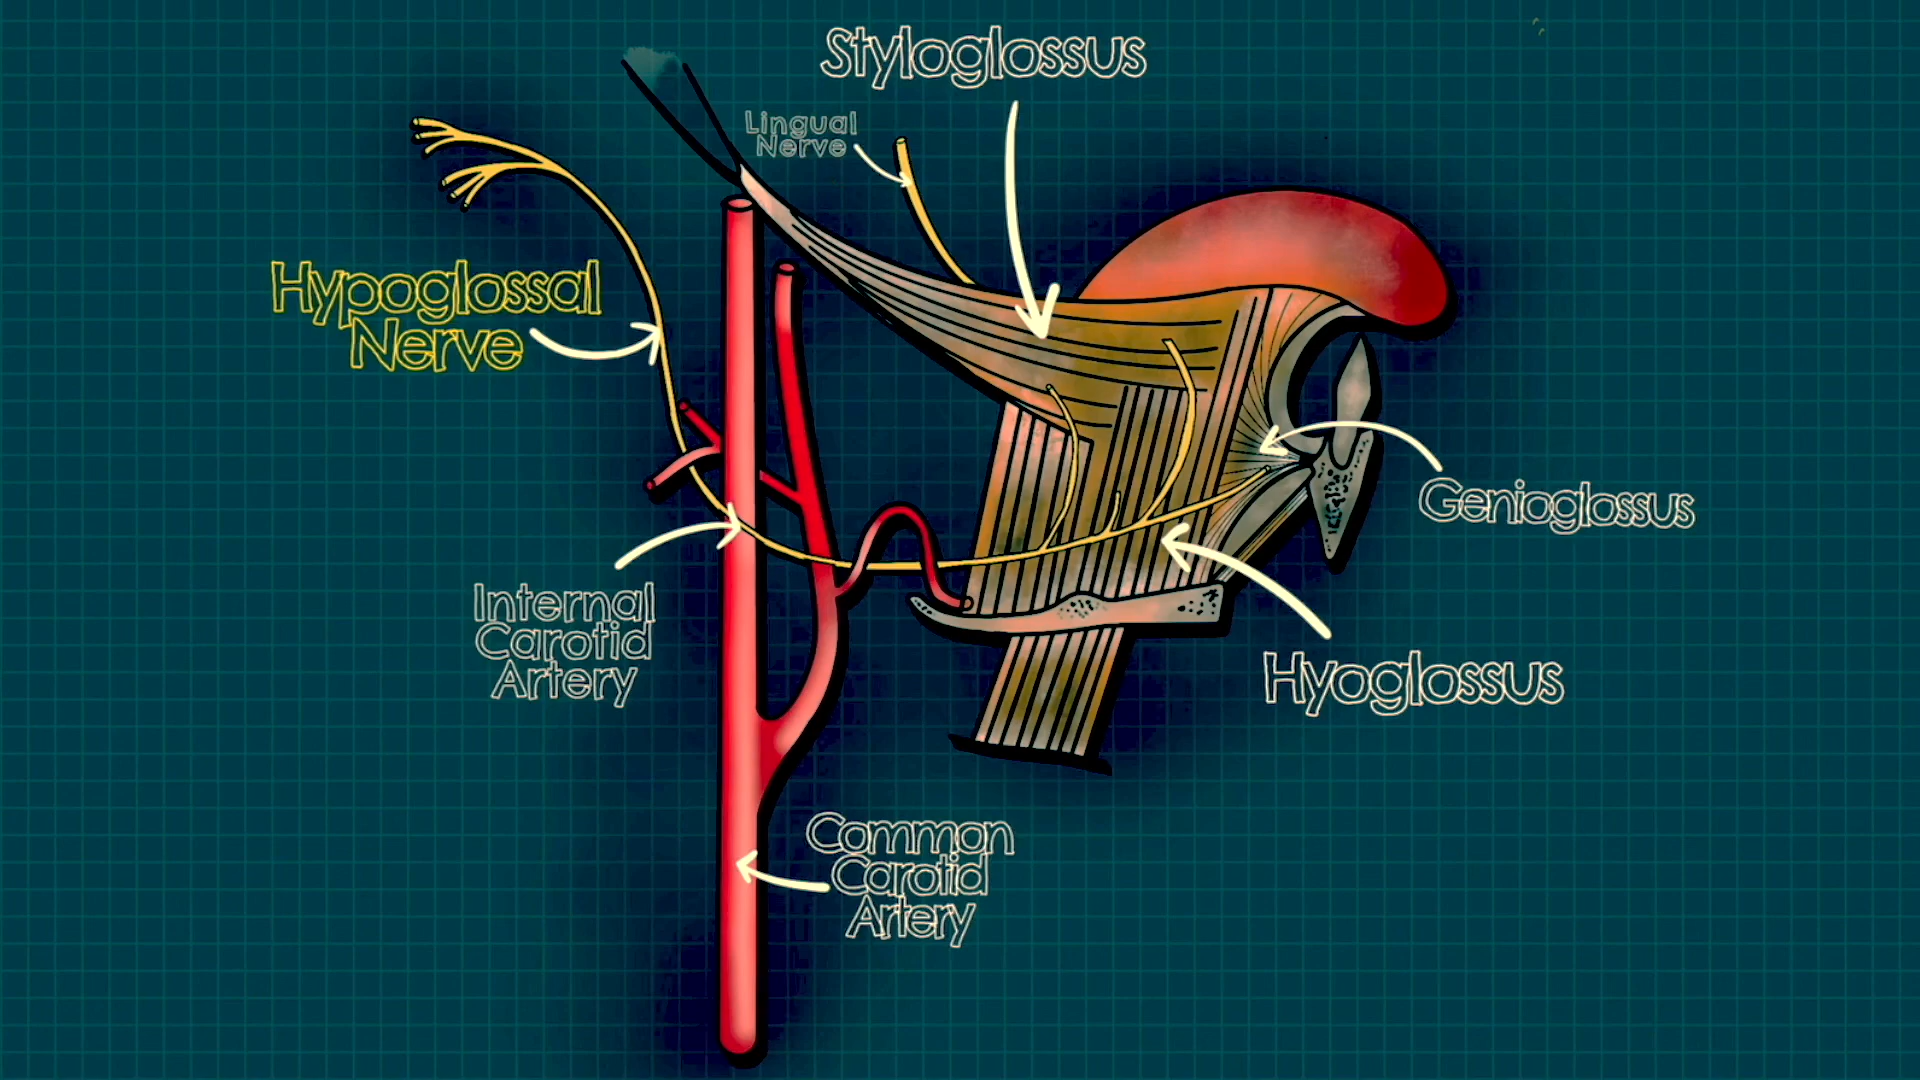 Styloglossus
Lingual
Nerve
Hypoglossal
Nerve
Genioglossus
Internal
Carotid
Artery
Hyoglossus
Common
Carotid
Artery